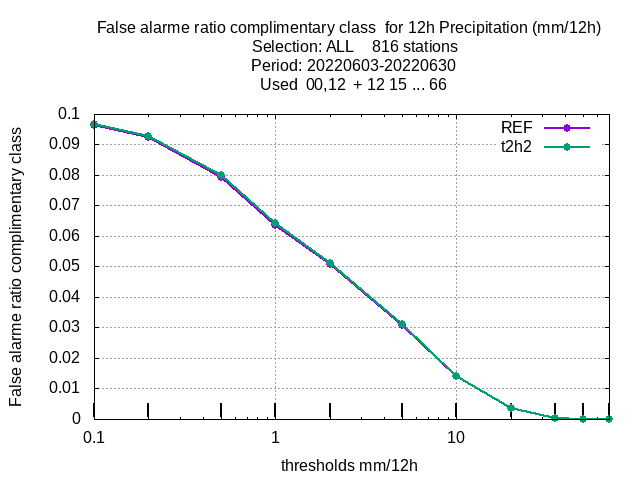 False alarme ratio complimentary class  for 12h Precipitation (mm/12h)
Selection: ALL    816 stations
Period: 20220603-20220630
Used  00,12  + 12 15 ... 66
False alarme ratio complimentary class
0.1
0.09
0.08
0.07
0.06
0.05
0.04
0.03
0.02
0.01
0
REF
t2h2
0.1
1
10
thresholds mm/12h